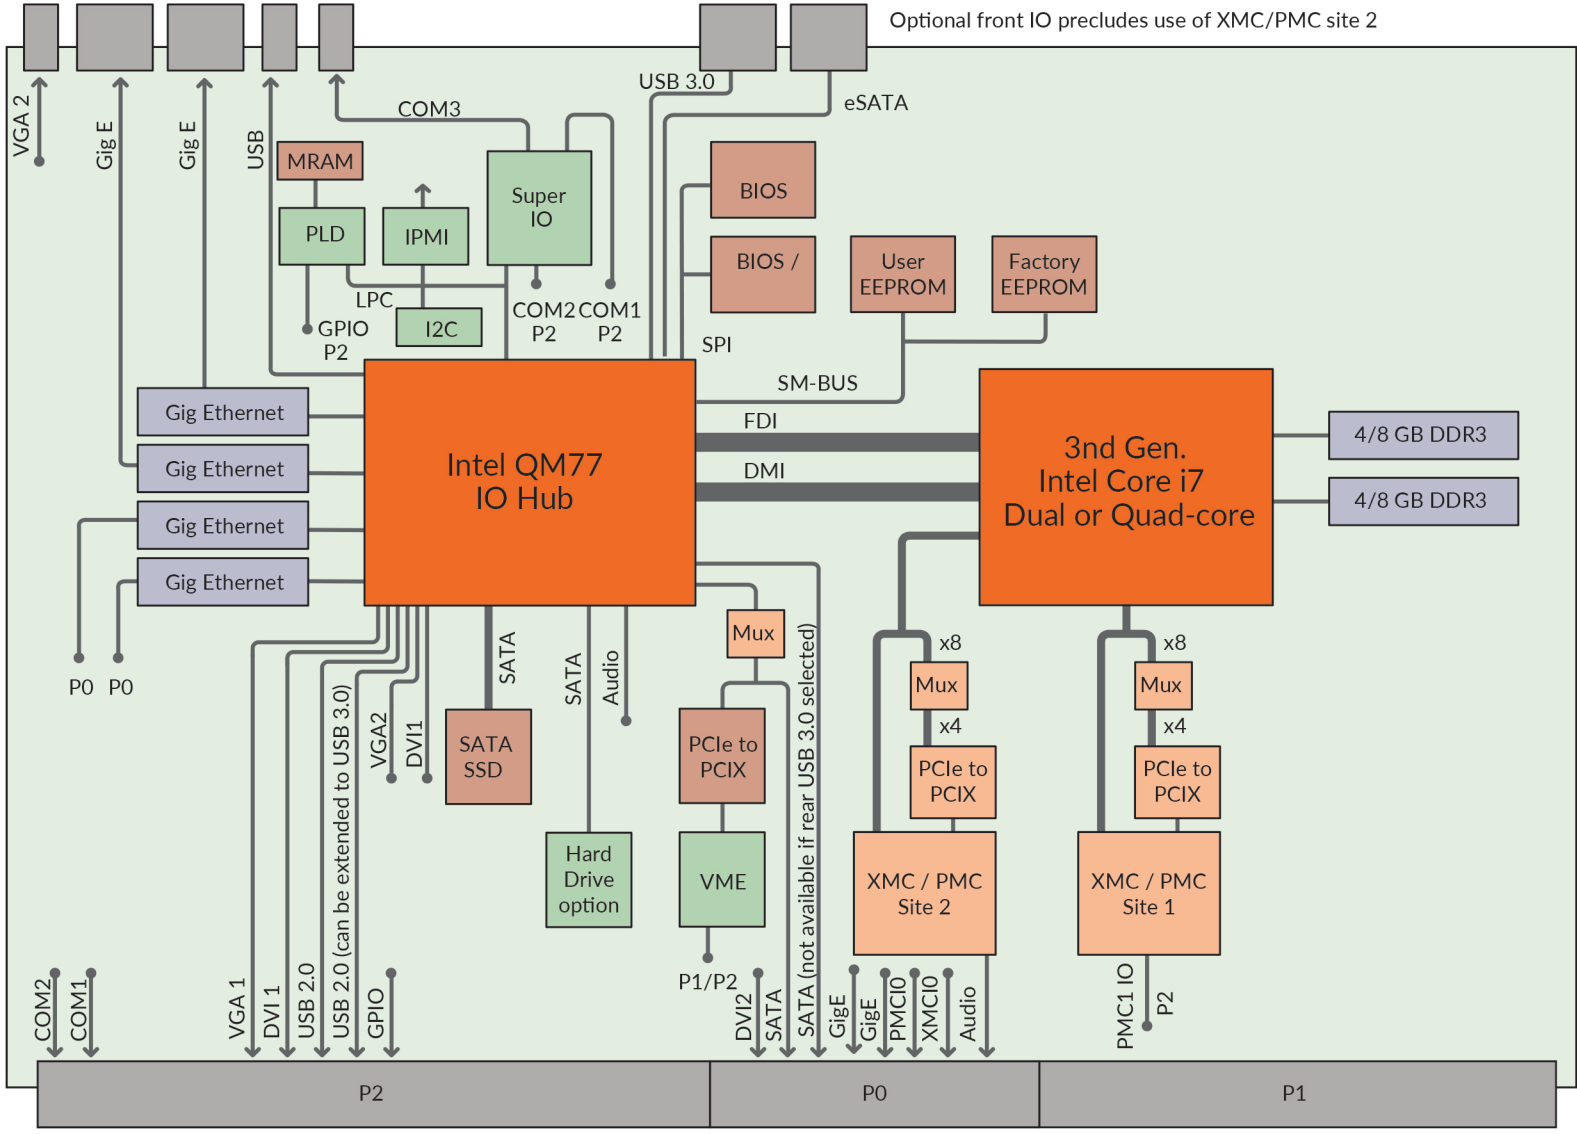 Optional front IO precludes use of XMC/PMC site 2
VGA 2
Gig E
Gig E
USB
COM3
USB 3.0
eSATA
MRAM
PLD
IPMI
Super
IO
BIOS
BIOS /
User
EEPROM
Factory
EEPROM
LPC
GPIO
P2
I2C
COM2
P2
COM1
P2
SPI
SM-BUS
FDI
DMI
Gig Ethernet
Gig Ethernet
Gig Ethernet
Gig Ethernet
Intel QM77
IO Hub
3nd Gen.
Intel Core i7
Dual or Quad-core
4/8 GB DDR3
4/8 GB DDR3
P0
P0
SATA
SATA
Audio
Mux
x8
Mux
x4
x8
Mux
x4
VGA2
DVI1
SATA
SSD
PCIe to
PCIX
PCIe to
PCIX
PCIe to
PCIX
Hard
Drive
option
VME
XMC / PMC
Site 2
XMC / PMC
Site 1
P1/P2
COM2
COM1
VGA 1
DVI 1
USB 2.0
USB 2.0 (can be extended to USB 3.0)
GPIO
DVI2
SATA
SATA (not available if rear USB 3.0 selected)
GigE
GigE
PMCI0
XMCI0
Audio
PMC1 IO
P2
P2
P0
P1